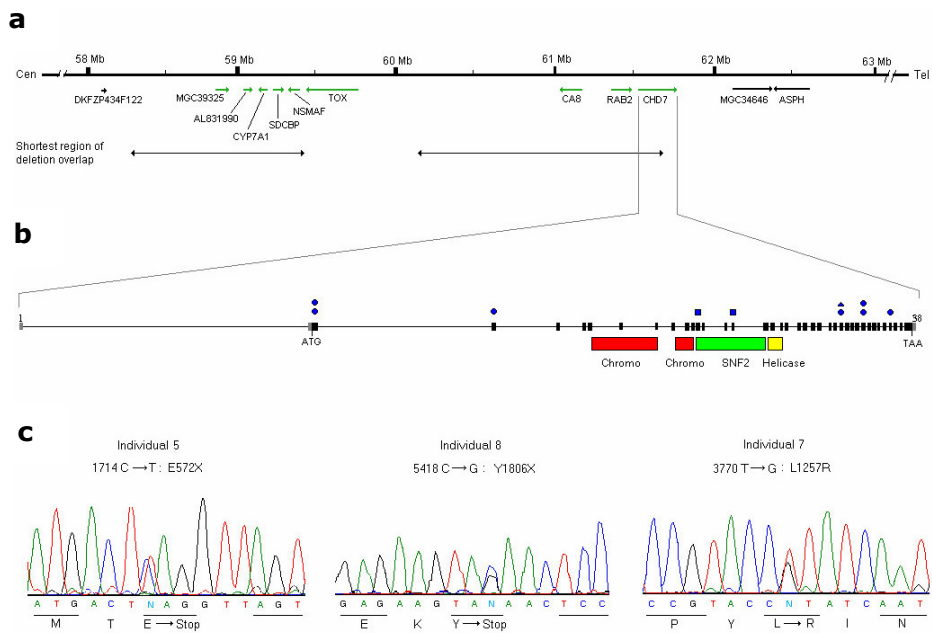 a
58 Mb 59 Mb 60 Mb 61 Mb 62 Mb 63 Mb
Cen Tel
DKFZP434F122 MGC39325 NSMAF TOX CA8 RAB2 CHD7 MGC34646 ASPH
AL831990 SDCBP
CYP7A1
Shortest region of
deletion overlap
b
1 38
ATG TAA
Chromo Chromo SNF2 Helicase
c
Individual 5 Individual 8 Individual 7
1714 C → T : E572X 5418 C → G : Y1806X 3770 T → G : L1257R
A T G A C T N A G G T T A G T G A G A A G T A N A A C T C C C C G T A C C N T A T C A A T
M T E → Stop E K Y → Stop P Y L → R I N